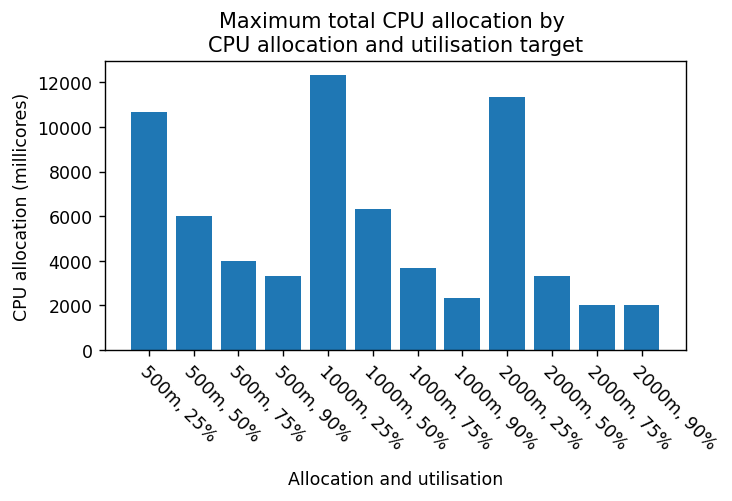 Maximum total CPU allocation by
CPU allocation and utilisation target
CPU allocation (millicores)
12000
10000
8000
6000
4000
2000
0
500m, 25%
500m, 50%
500m, 75%
500m, 90%
1000m, 25%
1000m, 50%
1000m, 75%
1000m, 90%
2000m, 25%
2000m, 50%
2000m, 75%
2000m, 90%
Allocation and utilisation